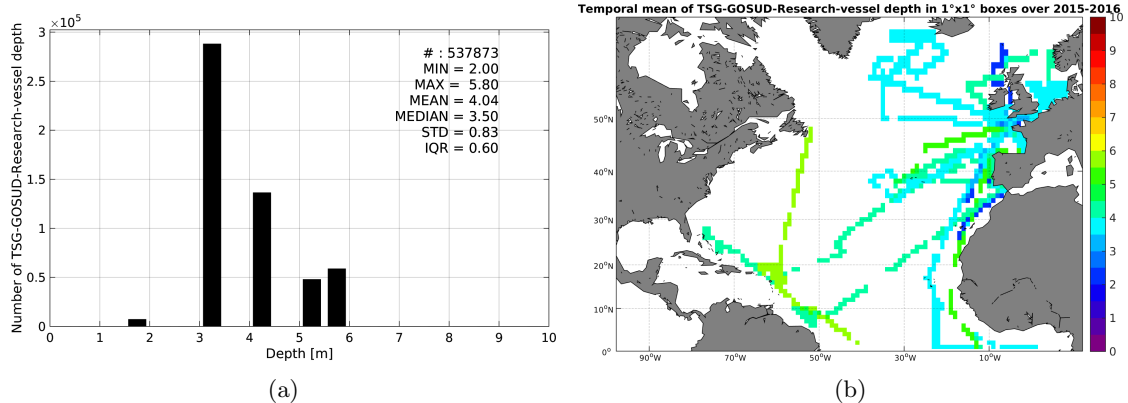 ×10⁵
3
2.5
2
1.5
1
0.5
0
Number of TSG-GOSUD-Research-vessel depth
# : 537873
MIN = 2.00
MAX = 5.80
MEAN = 4.04
MEDIAN = 3.50
STD = 0.83
IQR = 0.60
0 1 2 3 4 5 6 7 8 9 10
Depth [m]
(a)
Temporal mean of TSG-GOSUD-Research-vessel depth in 1°x1° boxes over 2015-2016
50°N
40°N
30°N
20°N
10°N
0°
90°W 70°W 50°W 30°W 10°W
10
9
8
7
6
5
4
3
2
1
0
(b)